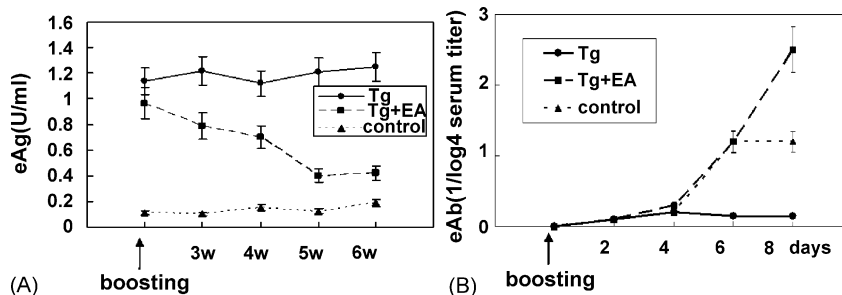 1.6
1.4
1.2
1
0.8
0.6
0.4
0.2
0
eAg(U/ml)
Tg
Tg+EA
control
3w 4w 5w 6w
boosting
(A)
3
2
1
0
eAb(1/log4 serum titer)
Tg
Tg+EA
control
2 4 6 8 days
boosting
(B)